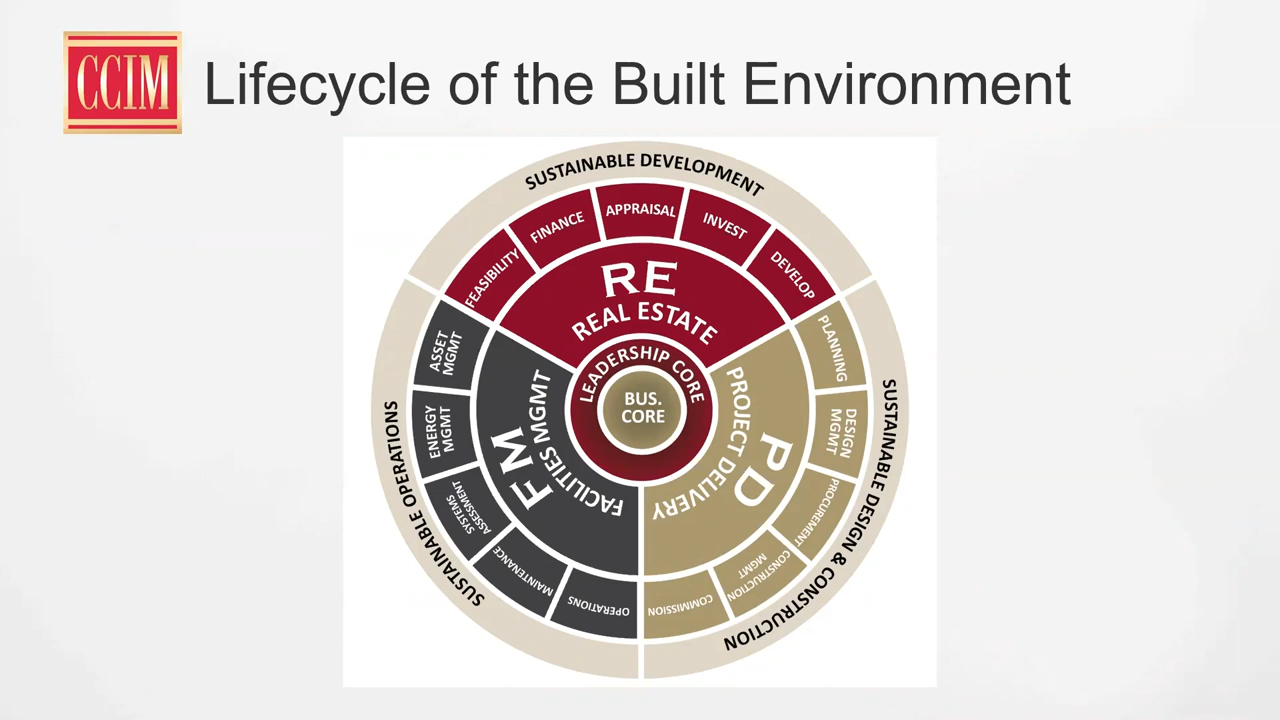 CCIM
Lifecycle of the Built Environment
SUSTAINABLE DEVELOPMENT
FEASIBILITY
FINANCE
APPRAISAL
INVEST
DEVELOP
RE
REAL ESTATE
PLANNING
DESIGN
MGMT
PROCUREMENT
CONSTRUCTION
MGMT
COMMISSION
PD
PROJECT DELIVERY
SUSTAINABLE DESIGN & CONSTRUCTION
OPERATIONS
MAINTENANCE
SYSTEMS
ASSESSMENT
ENERGY
MGMT
ASSET
MGMT
FM
FACILITIES MGMT
SUSTAINABLE OPERATIONS
LEADERSHIP CORE
BUS.
CORE